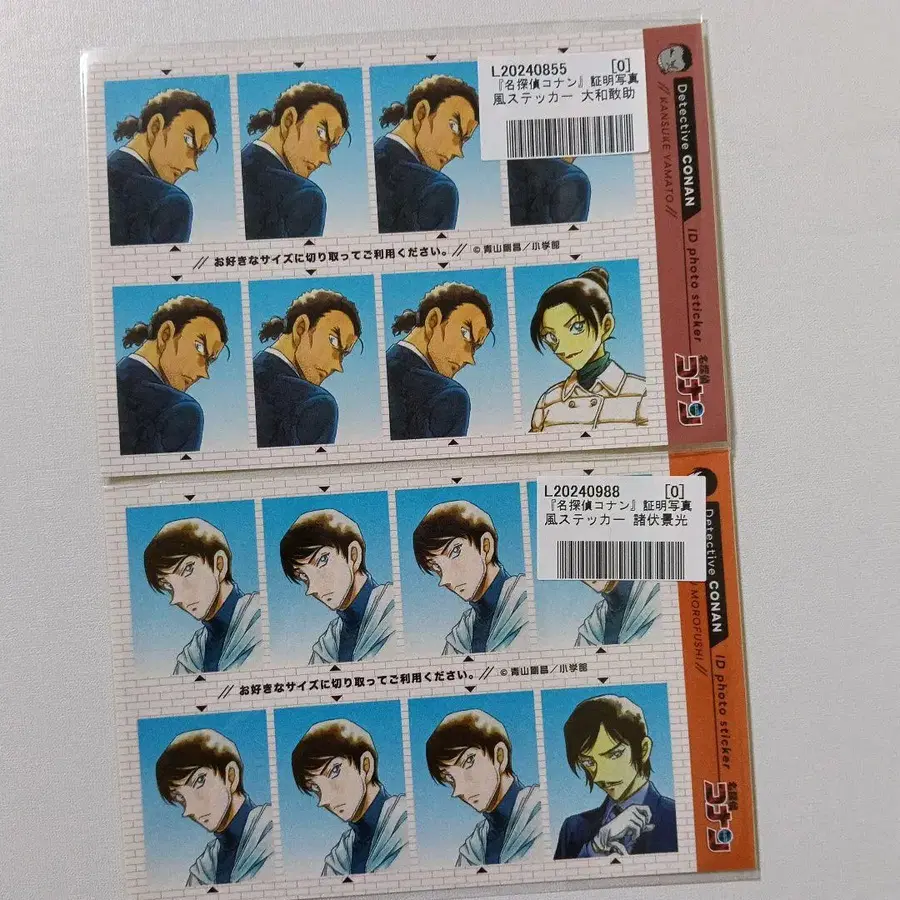 L20240855 [0]
『名探偵コナン』証明写真
風ステッカー 大和敢助
Detective CONAN
// KANSUKE YAMATO //
ID photo sticker
名探偵
コナン
// お好きなサイズに切り取ってご利用ください。// © 青山剛昌／小学館
L20240988 [0]
『名探偵コナン』証明写真
風ステッカー 諸伏景光
Detective CONAN
MOROFUSHI //
ID photo sticker
名探偵
コナン
// お好きなサイズに切り取ってご利用ください。// © 青山剛昌／小学館